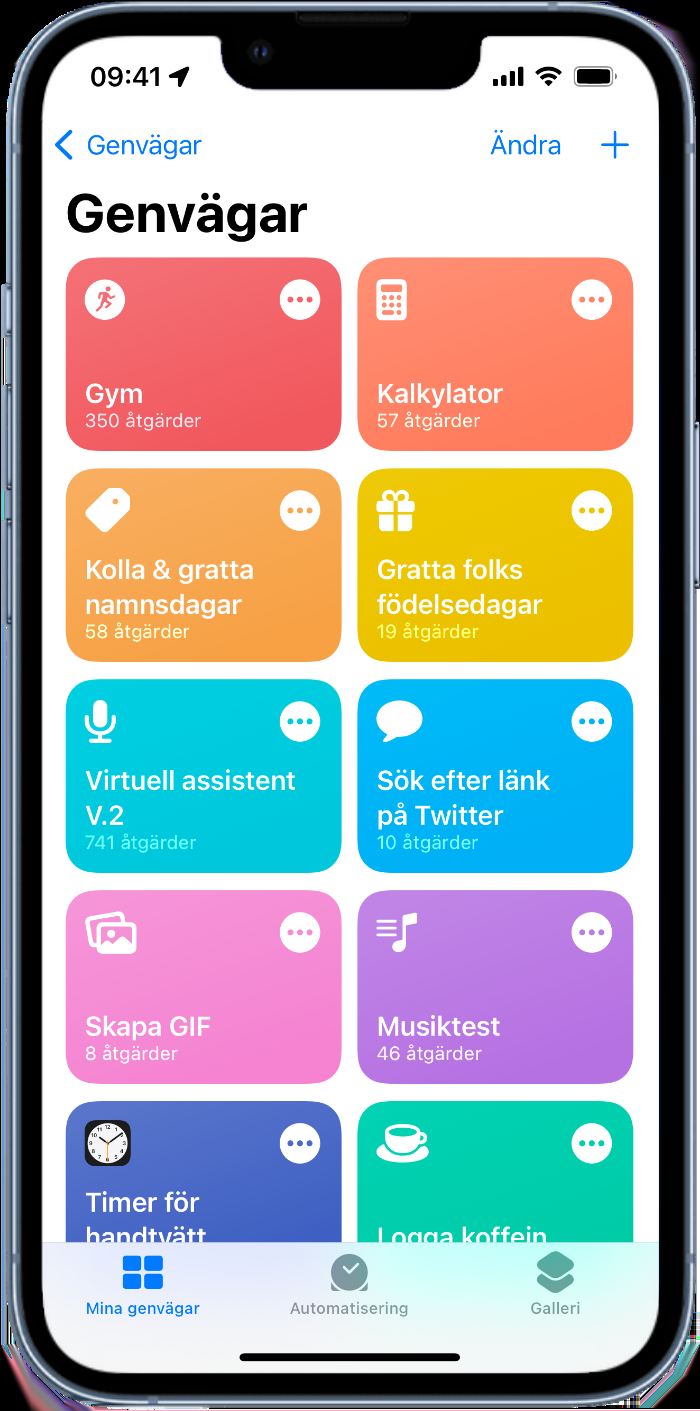 09:41
Genvägar
Ändra
Genvägar
Gym
350 åtgärder
Kalkylator
57 åtgärder
Kolla & gratta
namnsdagar
58 åtgärder
Gratta folks
födelsedagar
19 åtgärder
Virtuell assistent
V.2
741 åtgärder
Sök efter länk
på Twitter
10 åtgärder
Skapa GIF
8 åtgärder
Musiktest
46 åtgärder
Timer för
handtvätt
Logga koffein
Mina genvägar
Automatisering
Galleri